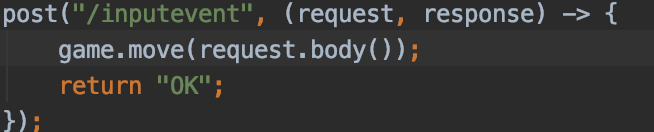 post("/inputevent", (request, response) -> {
    game.move(request.body());
    return "OK";
});